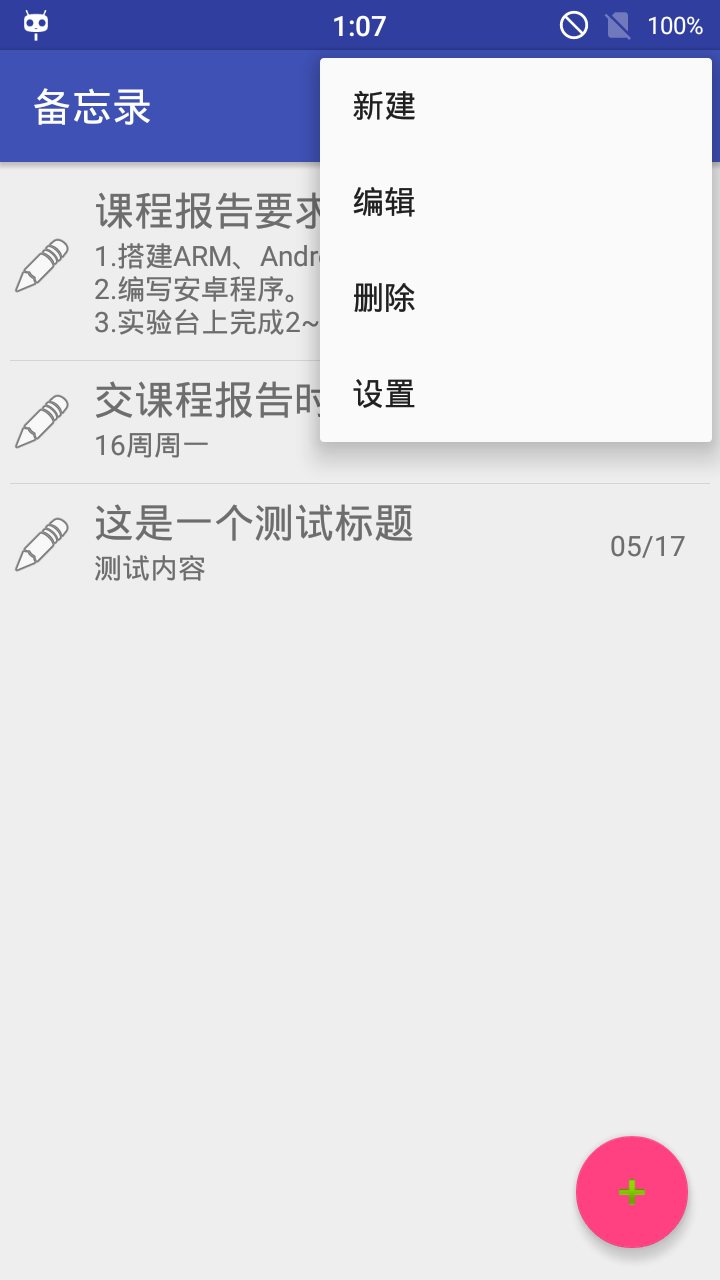 1:07
100%
备忘录
新建
编辑
删除
设置
课程报告要求
1.搭建ARM、Andr
2.编写安卓程序。
3.实验台上完成2~
交课程报告时
16周周一
这是一个测试标题
测试内容
05/17